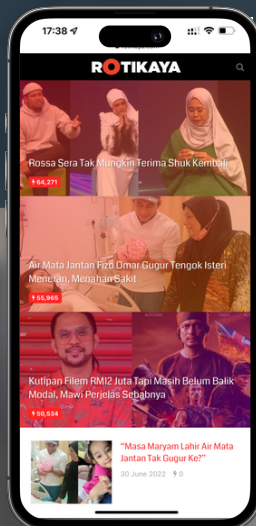 17:38
ROTIKAYA
Rossa Sera Tak Mungkin Terima Shuk Kembali
64,271
Air Mata Jantan Fizo Omar Gugur Tengok Isteri
Meneran, Menahan Sakit
55,965
Kutipan Filem RM12 Juta Tapi Masih Belum Balik
Modal, Mawi Perjelas Sebabnya
50,534
“Masa Maryam Lahir Air Mata
Jantan Tak Gugur Ke?”
30 June 2022 0